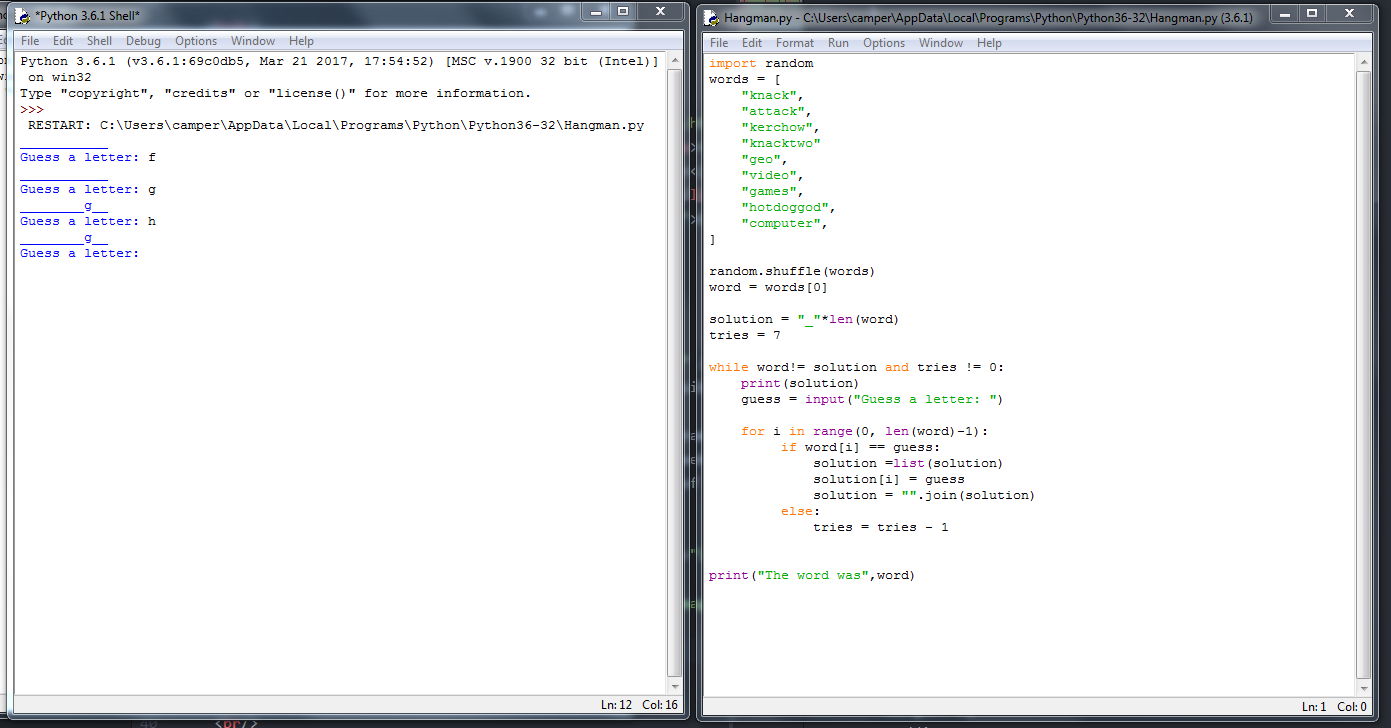 *Python 3.6.1 Shell*
File Edit Shell Debug Options Window Help
Python 3.6.1 (v3.6.1:69c0db5, Mar 21 2017, 17:54:52) [MSC v.1900 32 bit (Intel)]
 on win32
Type "copyright", "credits" or "license()" for more information.
>>>
 RESTART: C:\Users\camper\AppData\Local\Programs\Python\Python36-32\Hangman.py
___________
Guess a letter: f
___________
Guess a letter: g
________g__
Guess a letter: h
________g__
Guess a letter:
Ln: 12 Col: 16
Hangman.py - C:\Users\camper\AppData\Local\Programs\Python\Python36-32\Hangman.py (3.6.1)
File Edit Format Run Options Window Help
import random
words = [
    "knack",
    "attack",
    "kerchow",
    "knacktwo"
    "geo",
    "video",
    "games",
    "hotdoggod",
    "computer",
]
random.shuffle(words)
word = words[0]
solution = "_"*len(word)
tries = 7
while word!= solution and tries != 0:
    print(solution)
    guess = input("Guess a letter: ")
    for i in range(0, len(word)-1):
         if word[i] == guess:
             solution =list(solution)
             solution[i] = guess
             solution = "".join(solution)
         else:
             tries = tries - 1
print("The word was",word)
Ln: 1 Col: 0